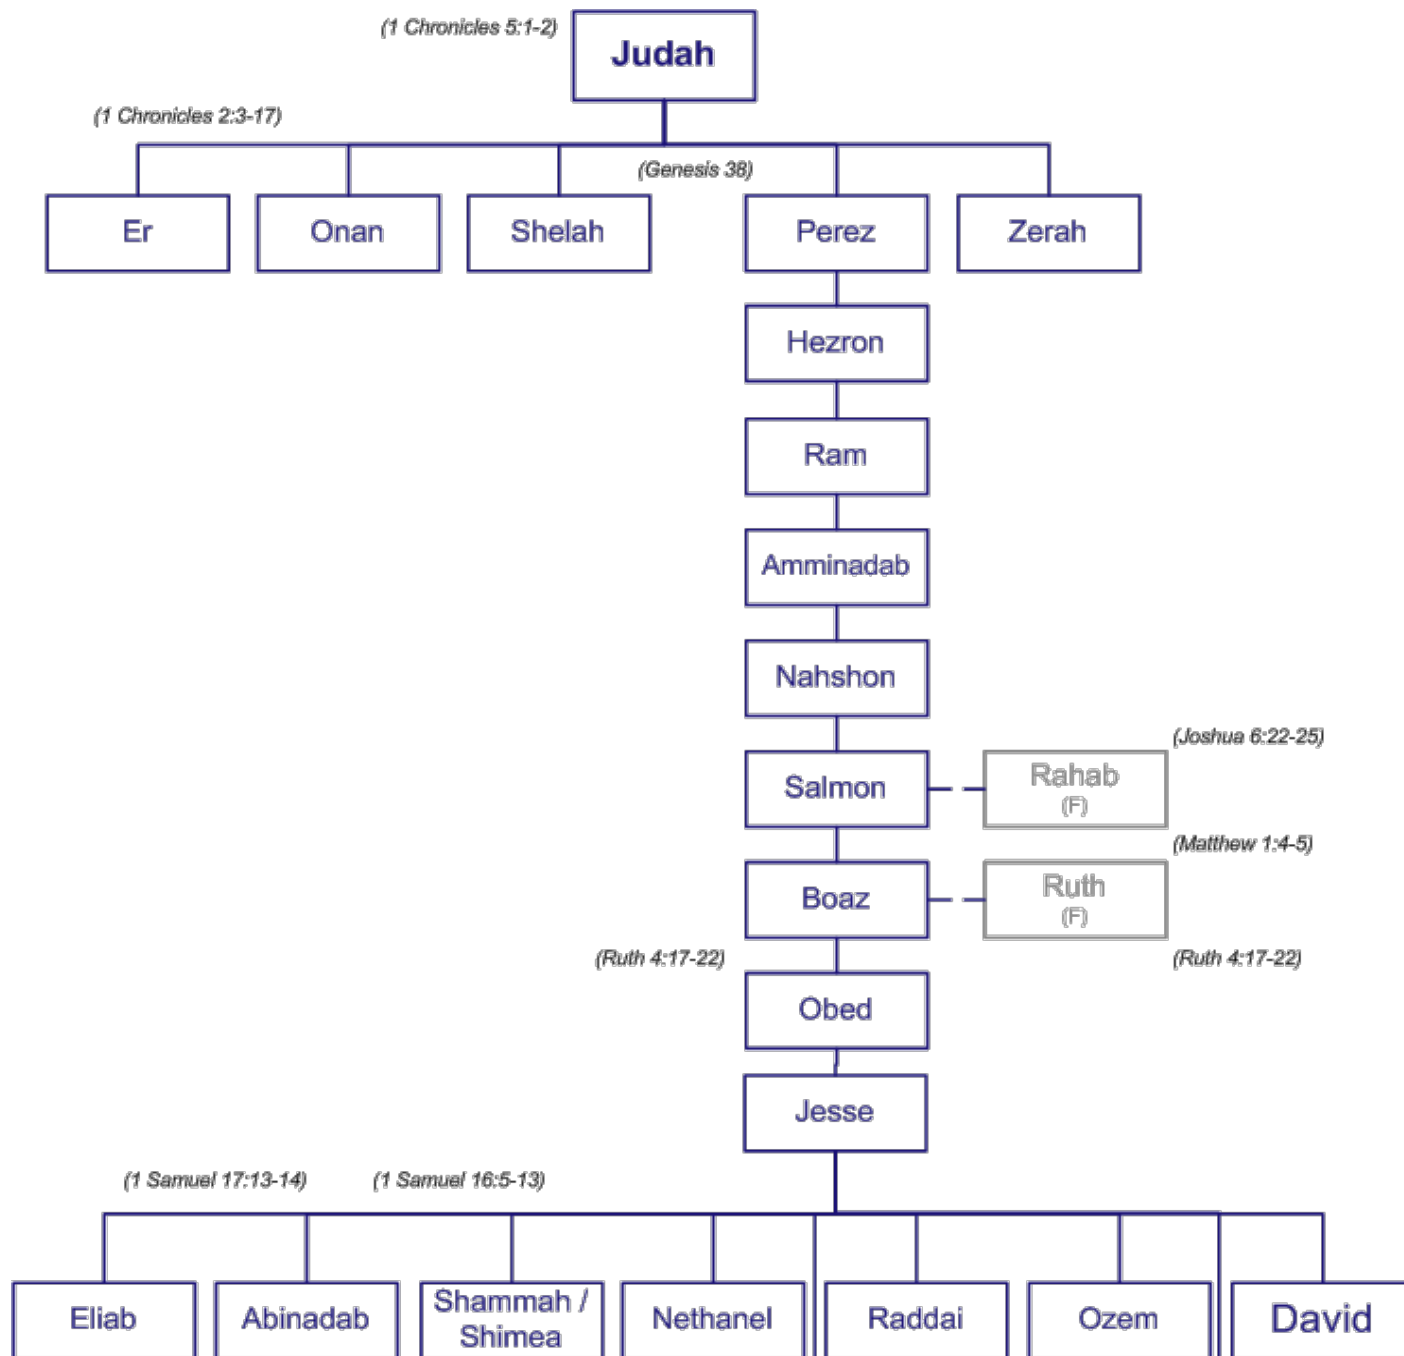 (1 Chronicles 5:1-2)
Judah
(1 Chronicles 2:3-17)
(Genesis 38)
Er
Onan
Shelah
Perez
Zerah
Hezron
Ram
Amminadab
Nahshon
(Joshua 6:22-25)
Salmon
Rahab
(F)
(Matthew 1:4-5)
Boaz
Ruth
(F)
(Ruth 4:17-22)
(Ruth 4:17-22)
Obed
Jesse
(1 Samuel 17:13-14)
(1 Samuel 16:5-13)
Eliab
Abinadab
Shammah /
Shimea
Nethanel
Raddai
Ozem
David